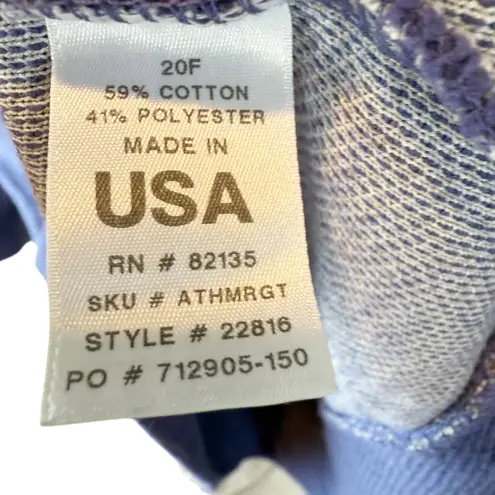 20F
59% COTTON
41% POLYESTER
MADE IN
USA
RN # 82135
SKU # ATHMRGT
STYLE # 22816
PO # 712905-150